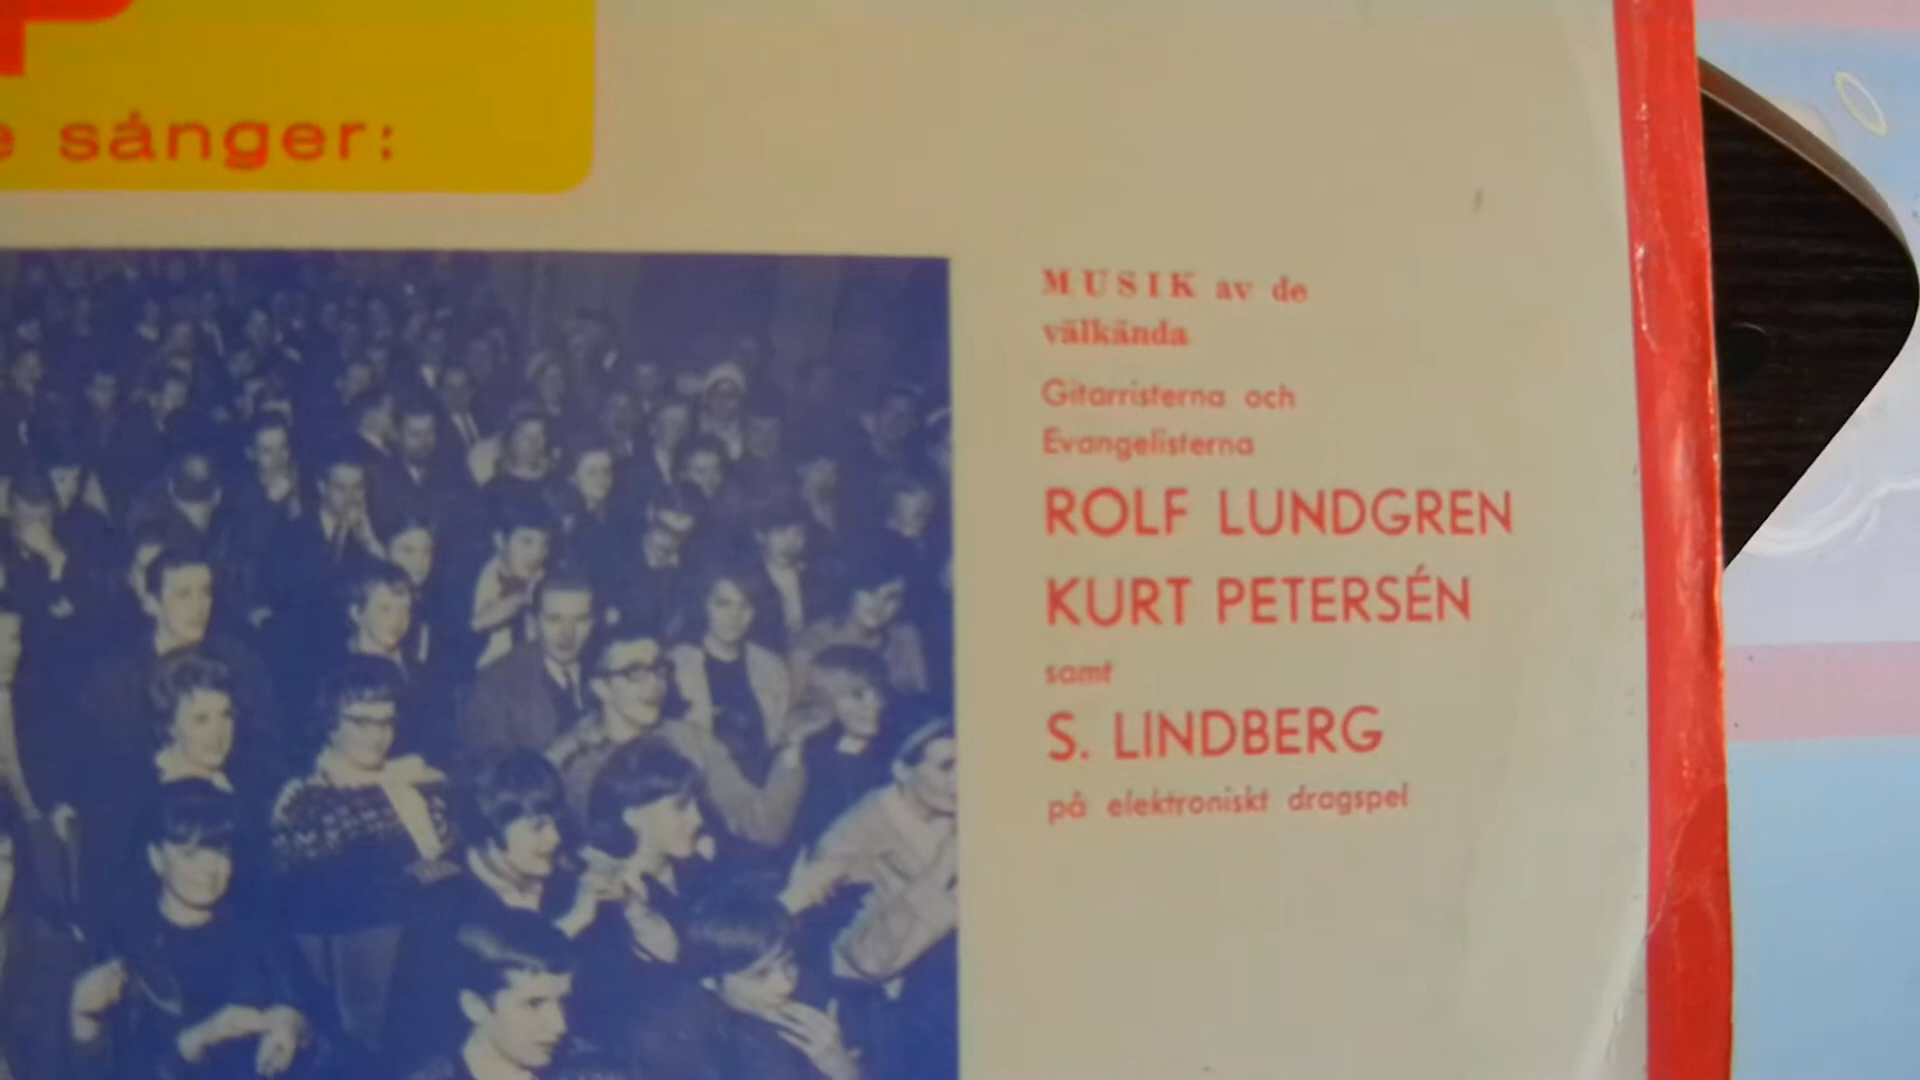 sånger:
MUSIK av de
välkända
Gitarristerna och
Evangelisterna
ROLF LUNDGREN
KURT PETERSÉN
samt
S. LINDBERG
på elektroniskt dragspel